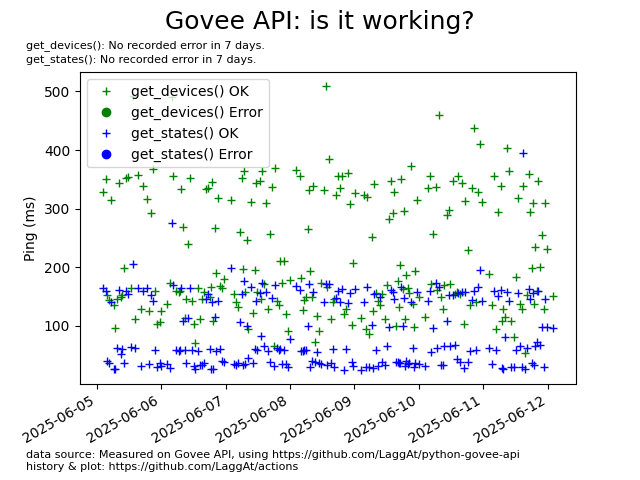 Govee API: is it working?
get_devices(): No recorded error in 7 days.
get_states(): No recorded error in 7 days.
get_devices() OK
get_devices() Error
get_states() OK
get_states() Error
Ping (ms)
500
400
300
200
100
2025-06-05
2025-06-06
2025-06-07
2025-06-08
2025-06-09
2025-06-10
2025-06-11
2025-06-12
data source: Measured on Govee API, using https://github.com/LaggAt/python-govee-api
history & plot: https://github.com/LaggAt/actions